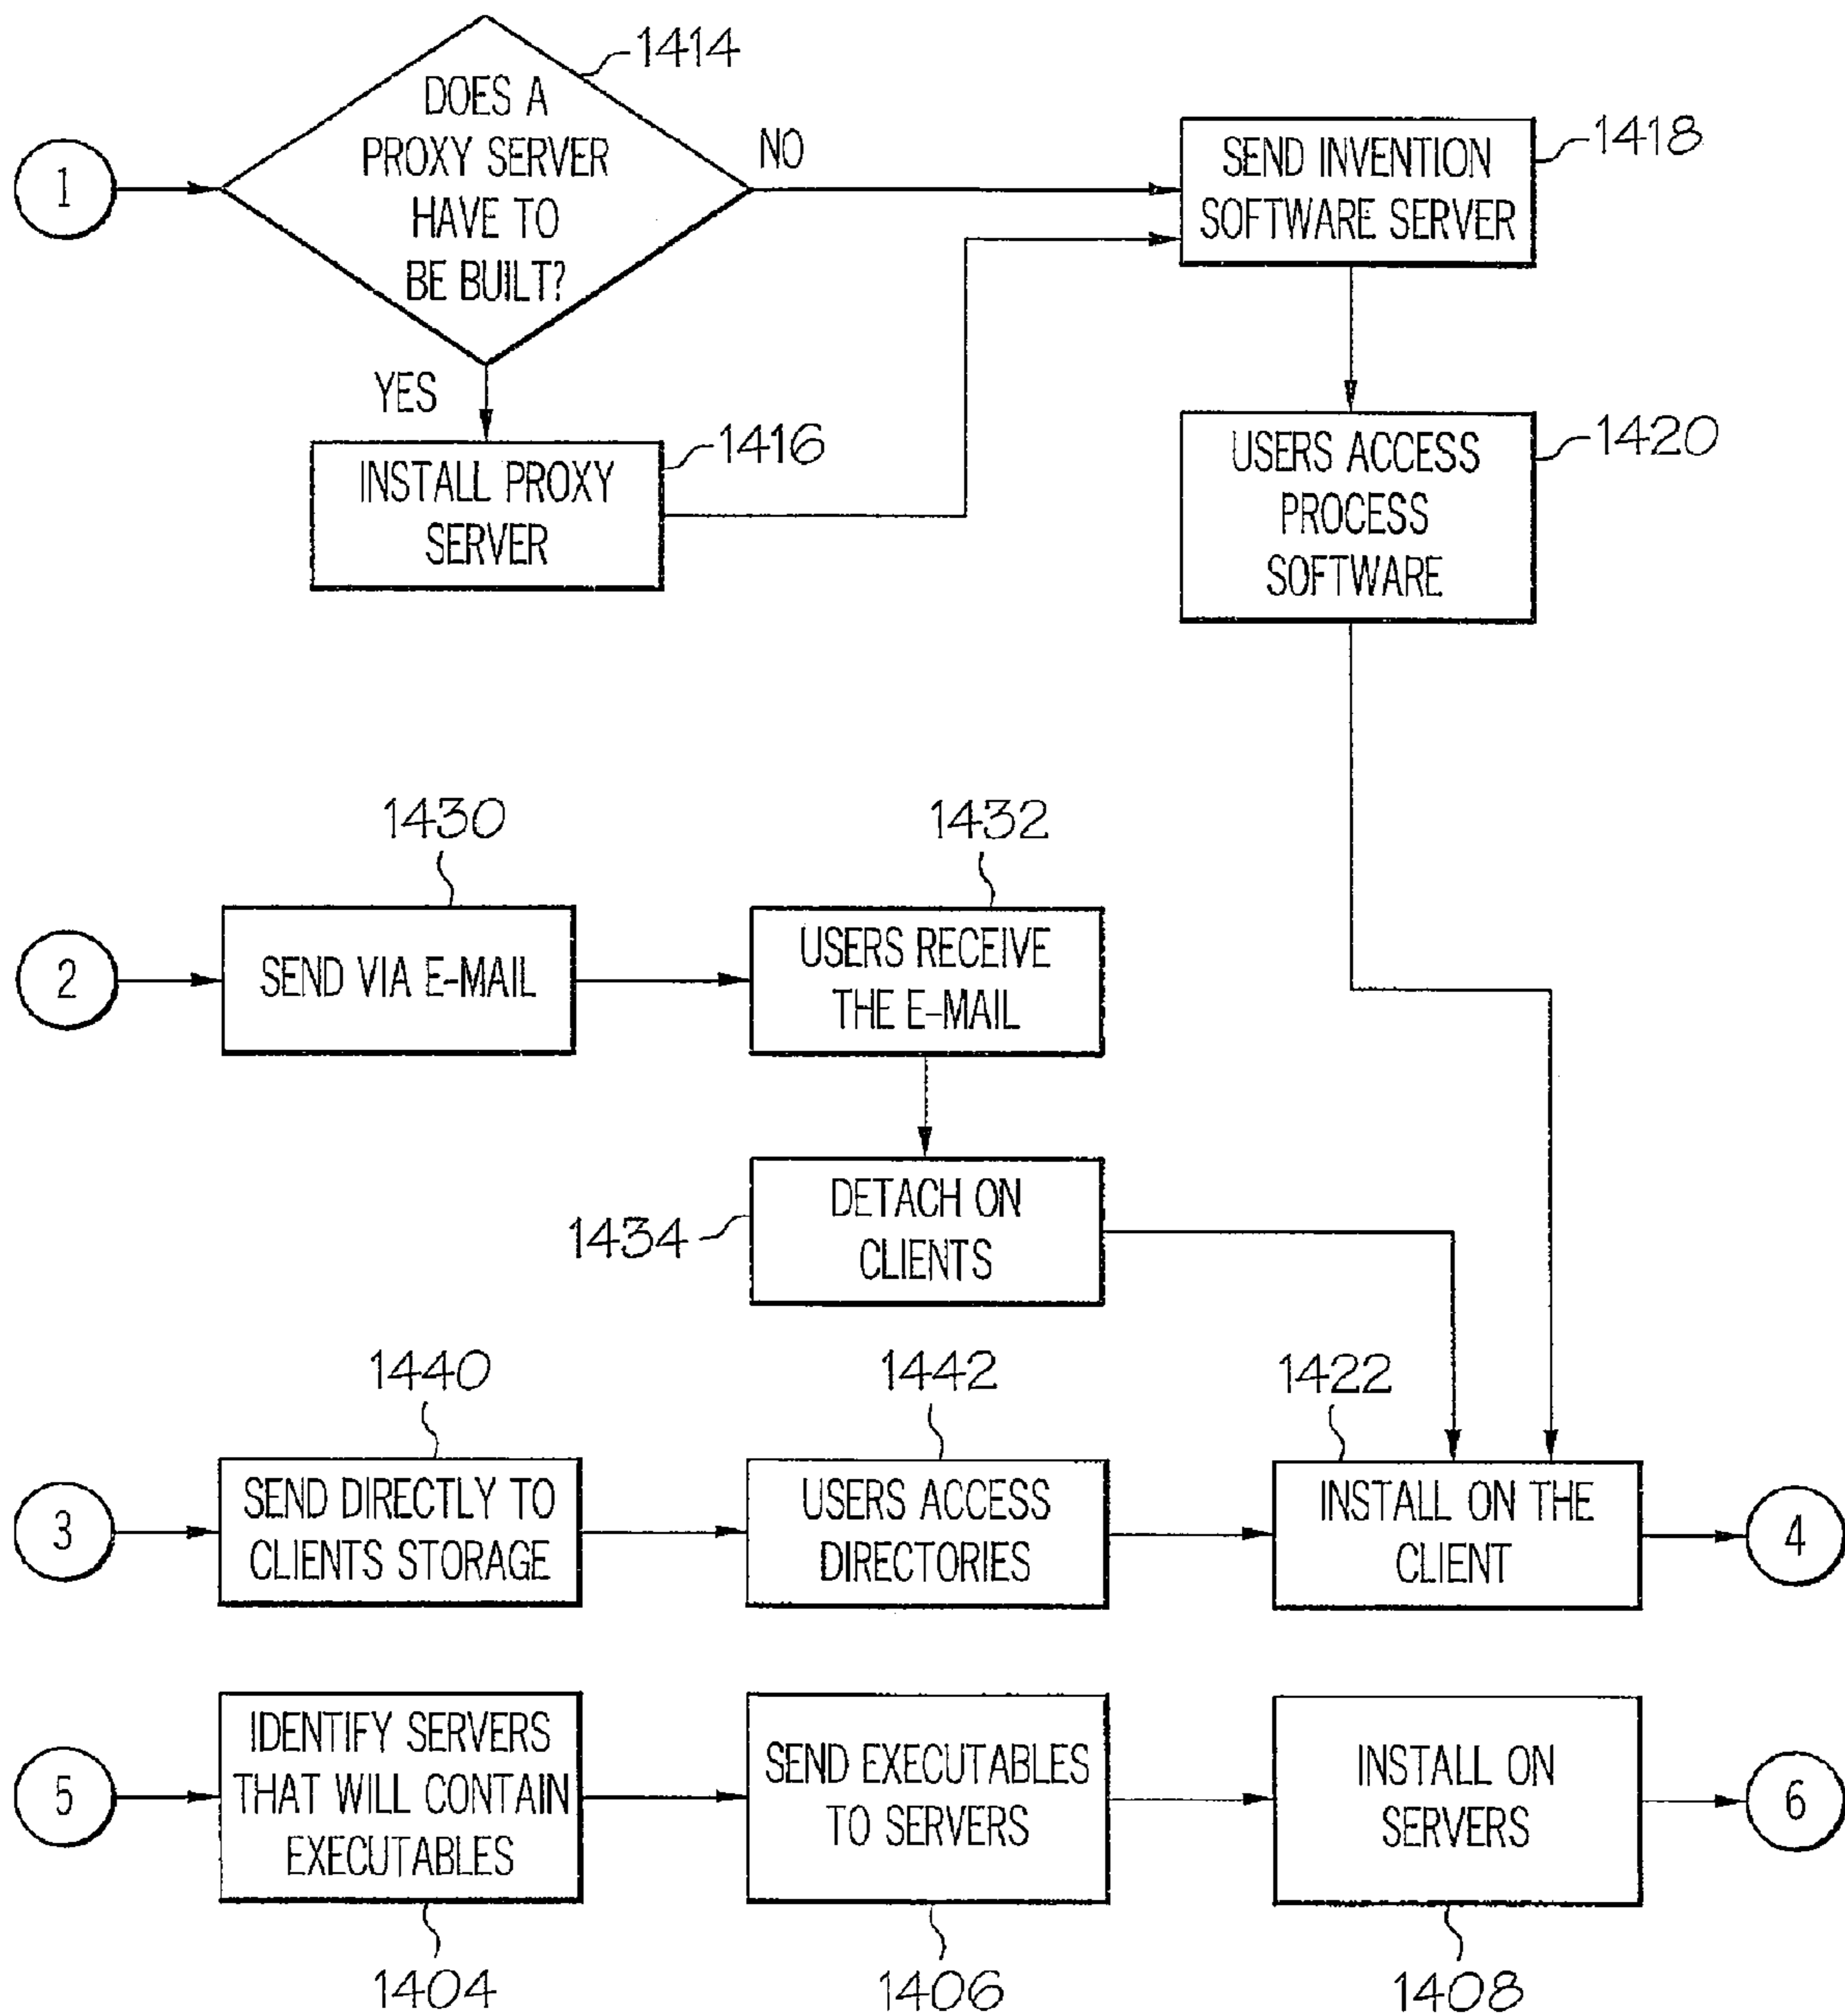 1414
DOES A
PROXY SERVER
HAVE TO
BE BUILT?
1
NO
YES
1416
INSTALL PROXY
SERVER
1418
SEND INVENTION
SOFTWARE SERVER
1420
USERS ACCESS
PROCESS
SOFTWARE
1430
1432
2
SEND VIA E-MAIL
USERS RECEIVE
THE E-MAIL
1434
DETACH ON
CLIENTS
1440
1442
1422
3
SEND DIRECTLY TO
CLIENTS STORAGE
USERS ACCESS
DIRECTORIES
INSTALL ON THE
CLIENT
4
5
IDENTIFY SERVERS
THAT WILL CONTAIN
EXECUTABLES
SEND EXECUTABLES
TO SERVERS
INSTALL ON
SERVERS
6
1404
1406
1408